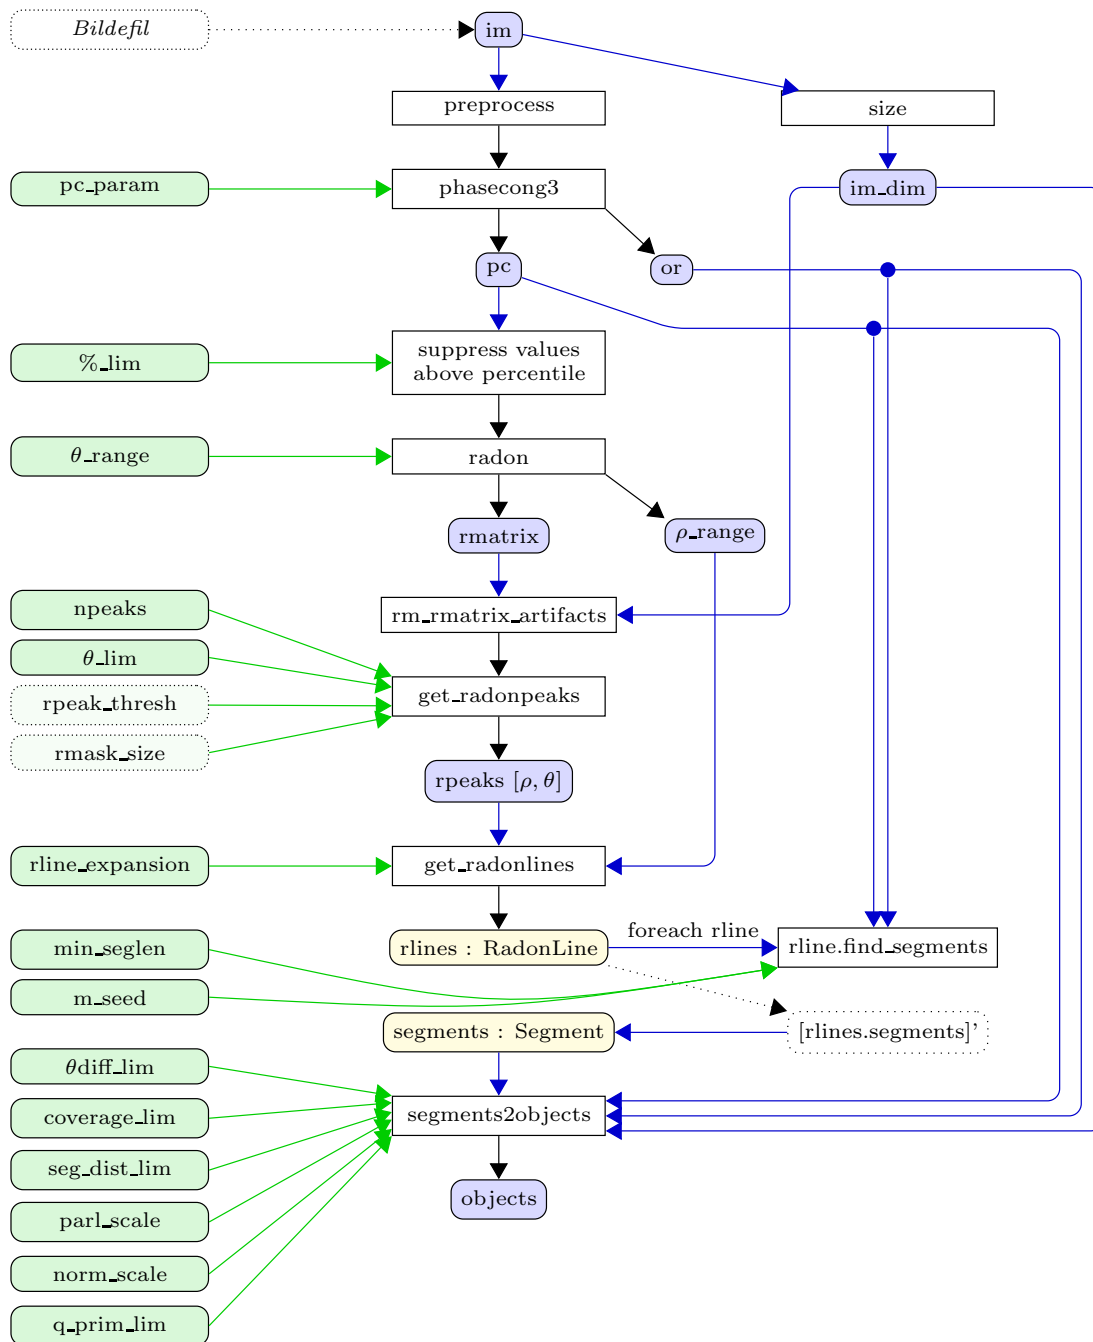 Bildefil
im
preprocess
size
pc_param
phasecong3
im_dim
pc
or
%_lim
suppress values
above percentile
θ_range
radon
rmatrix
ρ_range
npeaks
rm_rmatrix_artifacts
θ_lim
rpeak_thresh
get_radonpeaks
rmask_size
rpeaks [ρ, θ]
rline_expansion
get_radonlines
min_seglen
rlines : RadonLine
foreach rline
rline.find_segments
m_seed
segments : Segment
[rlines.segments]'
θdiff_lim
coverage_lim
segments2objects
seg_dist_lim
objects
parl_scale
norm_scale
q_prim_lim